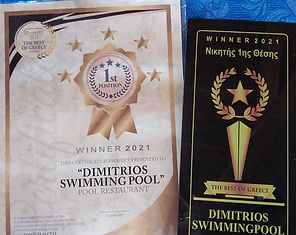 THE BEST OF GREECE
1st
POSITION
WINNER 2021
THIS CERTIFICATE IS PROUDLY PRESENTED TO
“DIMITRIOS
SWIMMING POOL”
POOL RESTAURANT
WINNER 2021
Νικητής 1ης Θέσης
THE BEST OF GREECE
DIMITRIOS
SWIMMINGPOOL